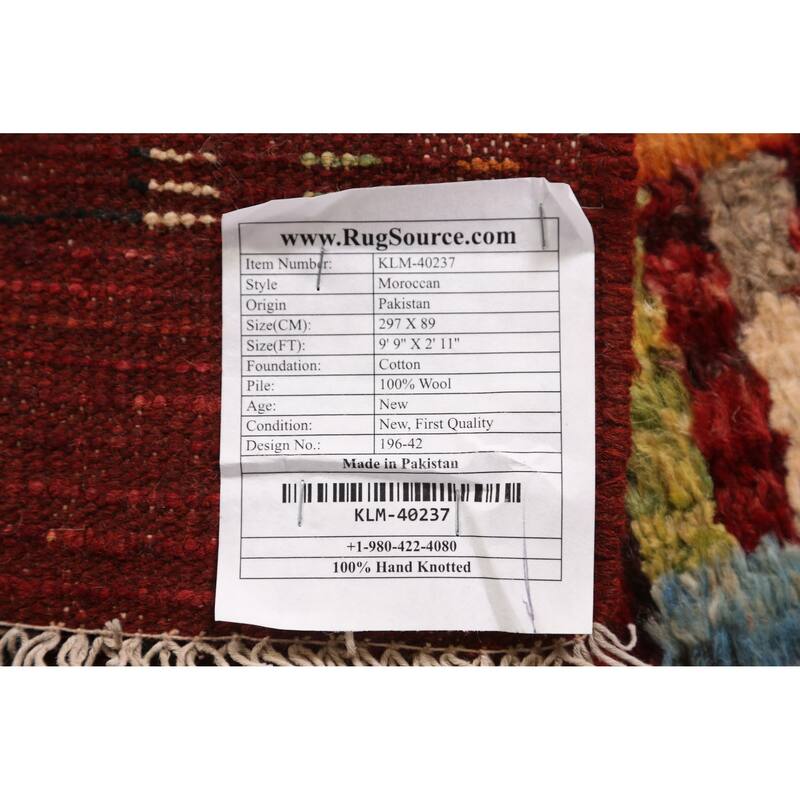 www.RugSource.com
Item Number: KLM-40237
Style Moroccan
Origin Pakistan
Size(CM): 297 X 89
Size(FT): 9' 9" X 2' 11"
Foundation: Cotton
Pile: 100% Wool
Age: New
Condition: New, First Quality
Design No.: 196-42
Made in Pakistan
KLM-40237
+1-980-422-4080
100% Hand Knotted